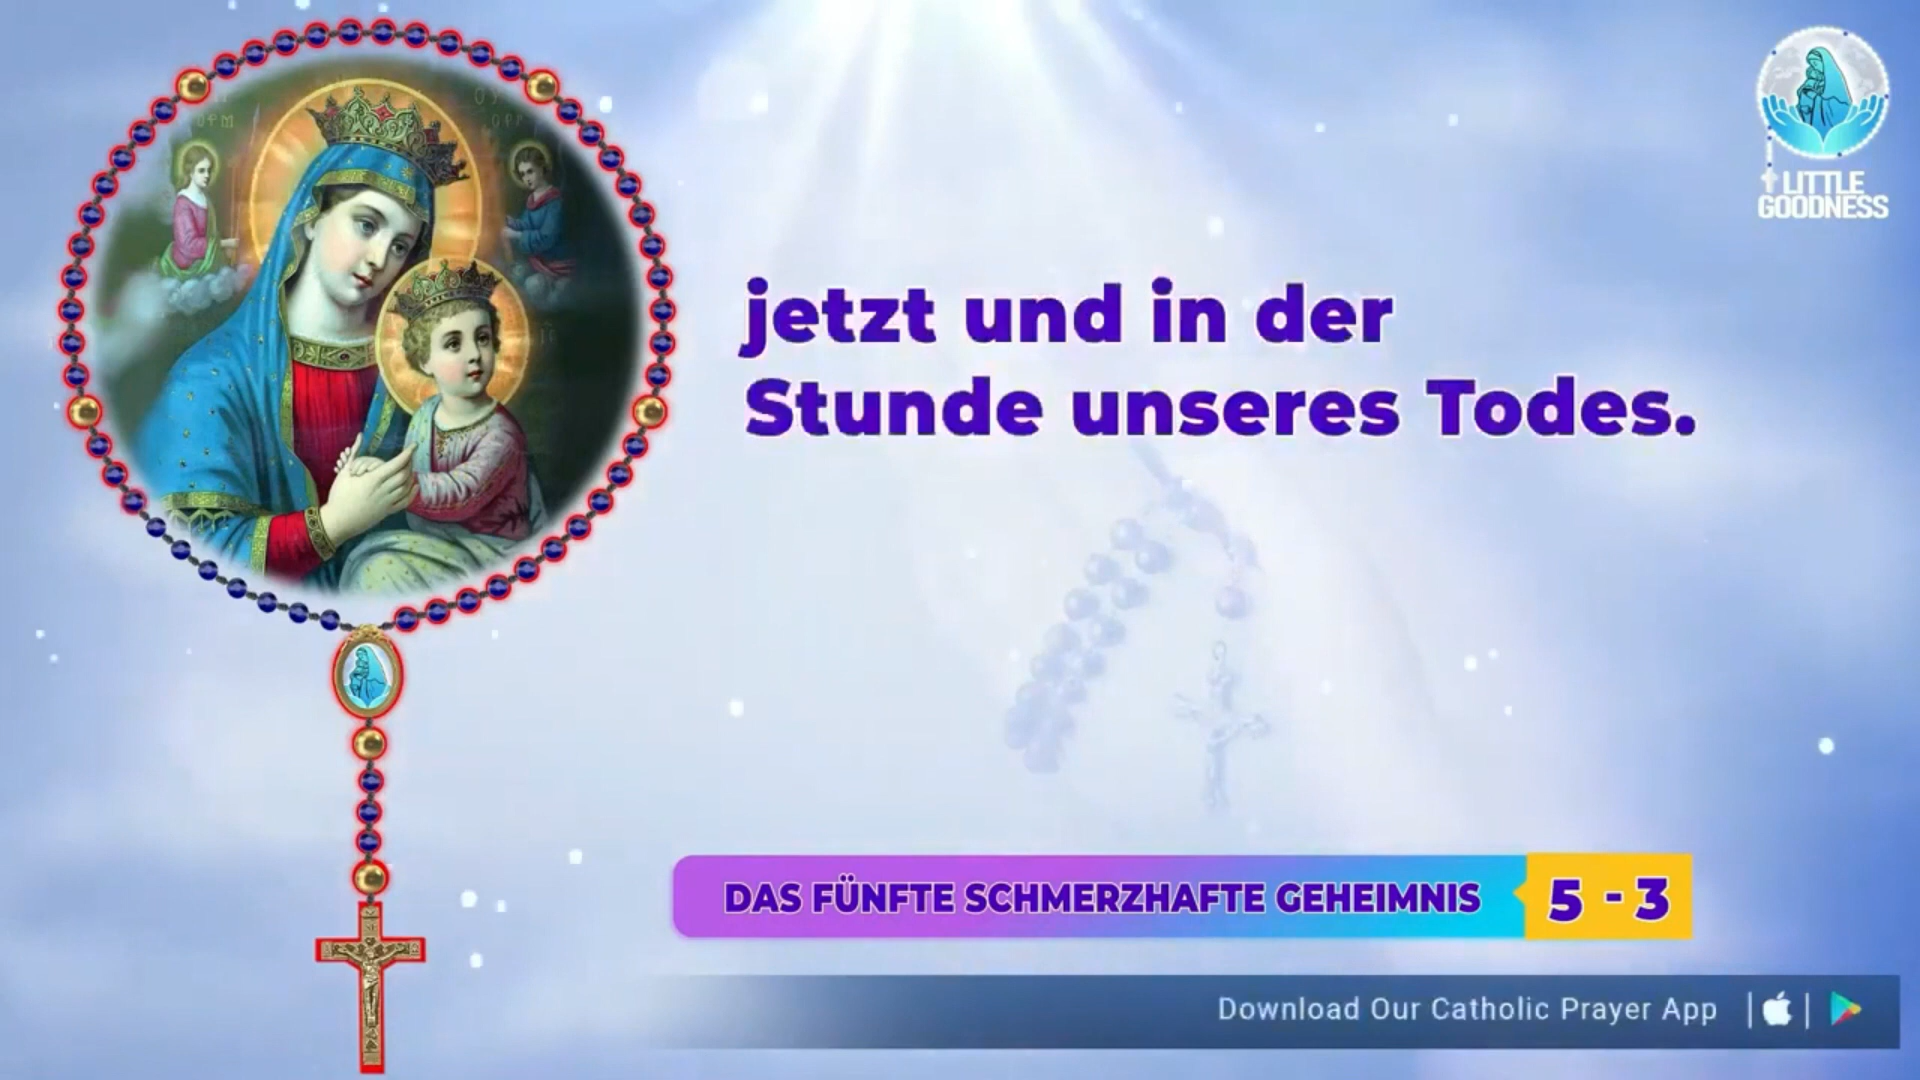 LITTLE
GOODNESS
jetzt und in der
Stunde unseres Todes.
DAS FÜNFTE SCHMERZHAFTE GEHEIMNIS
5 - 3
Download Our Catholic Prayer App